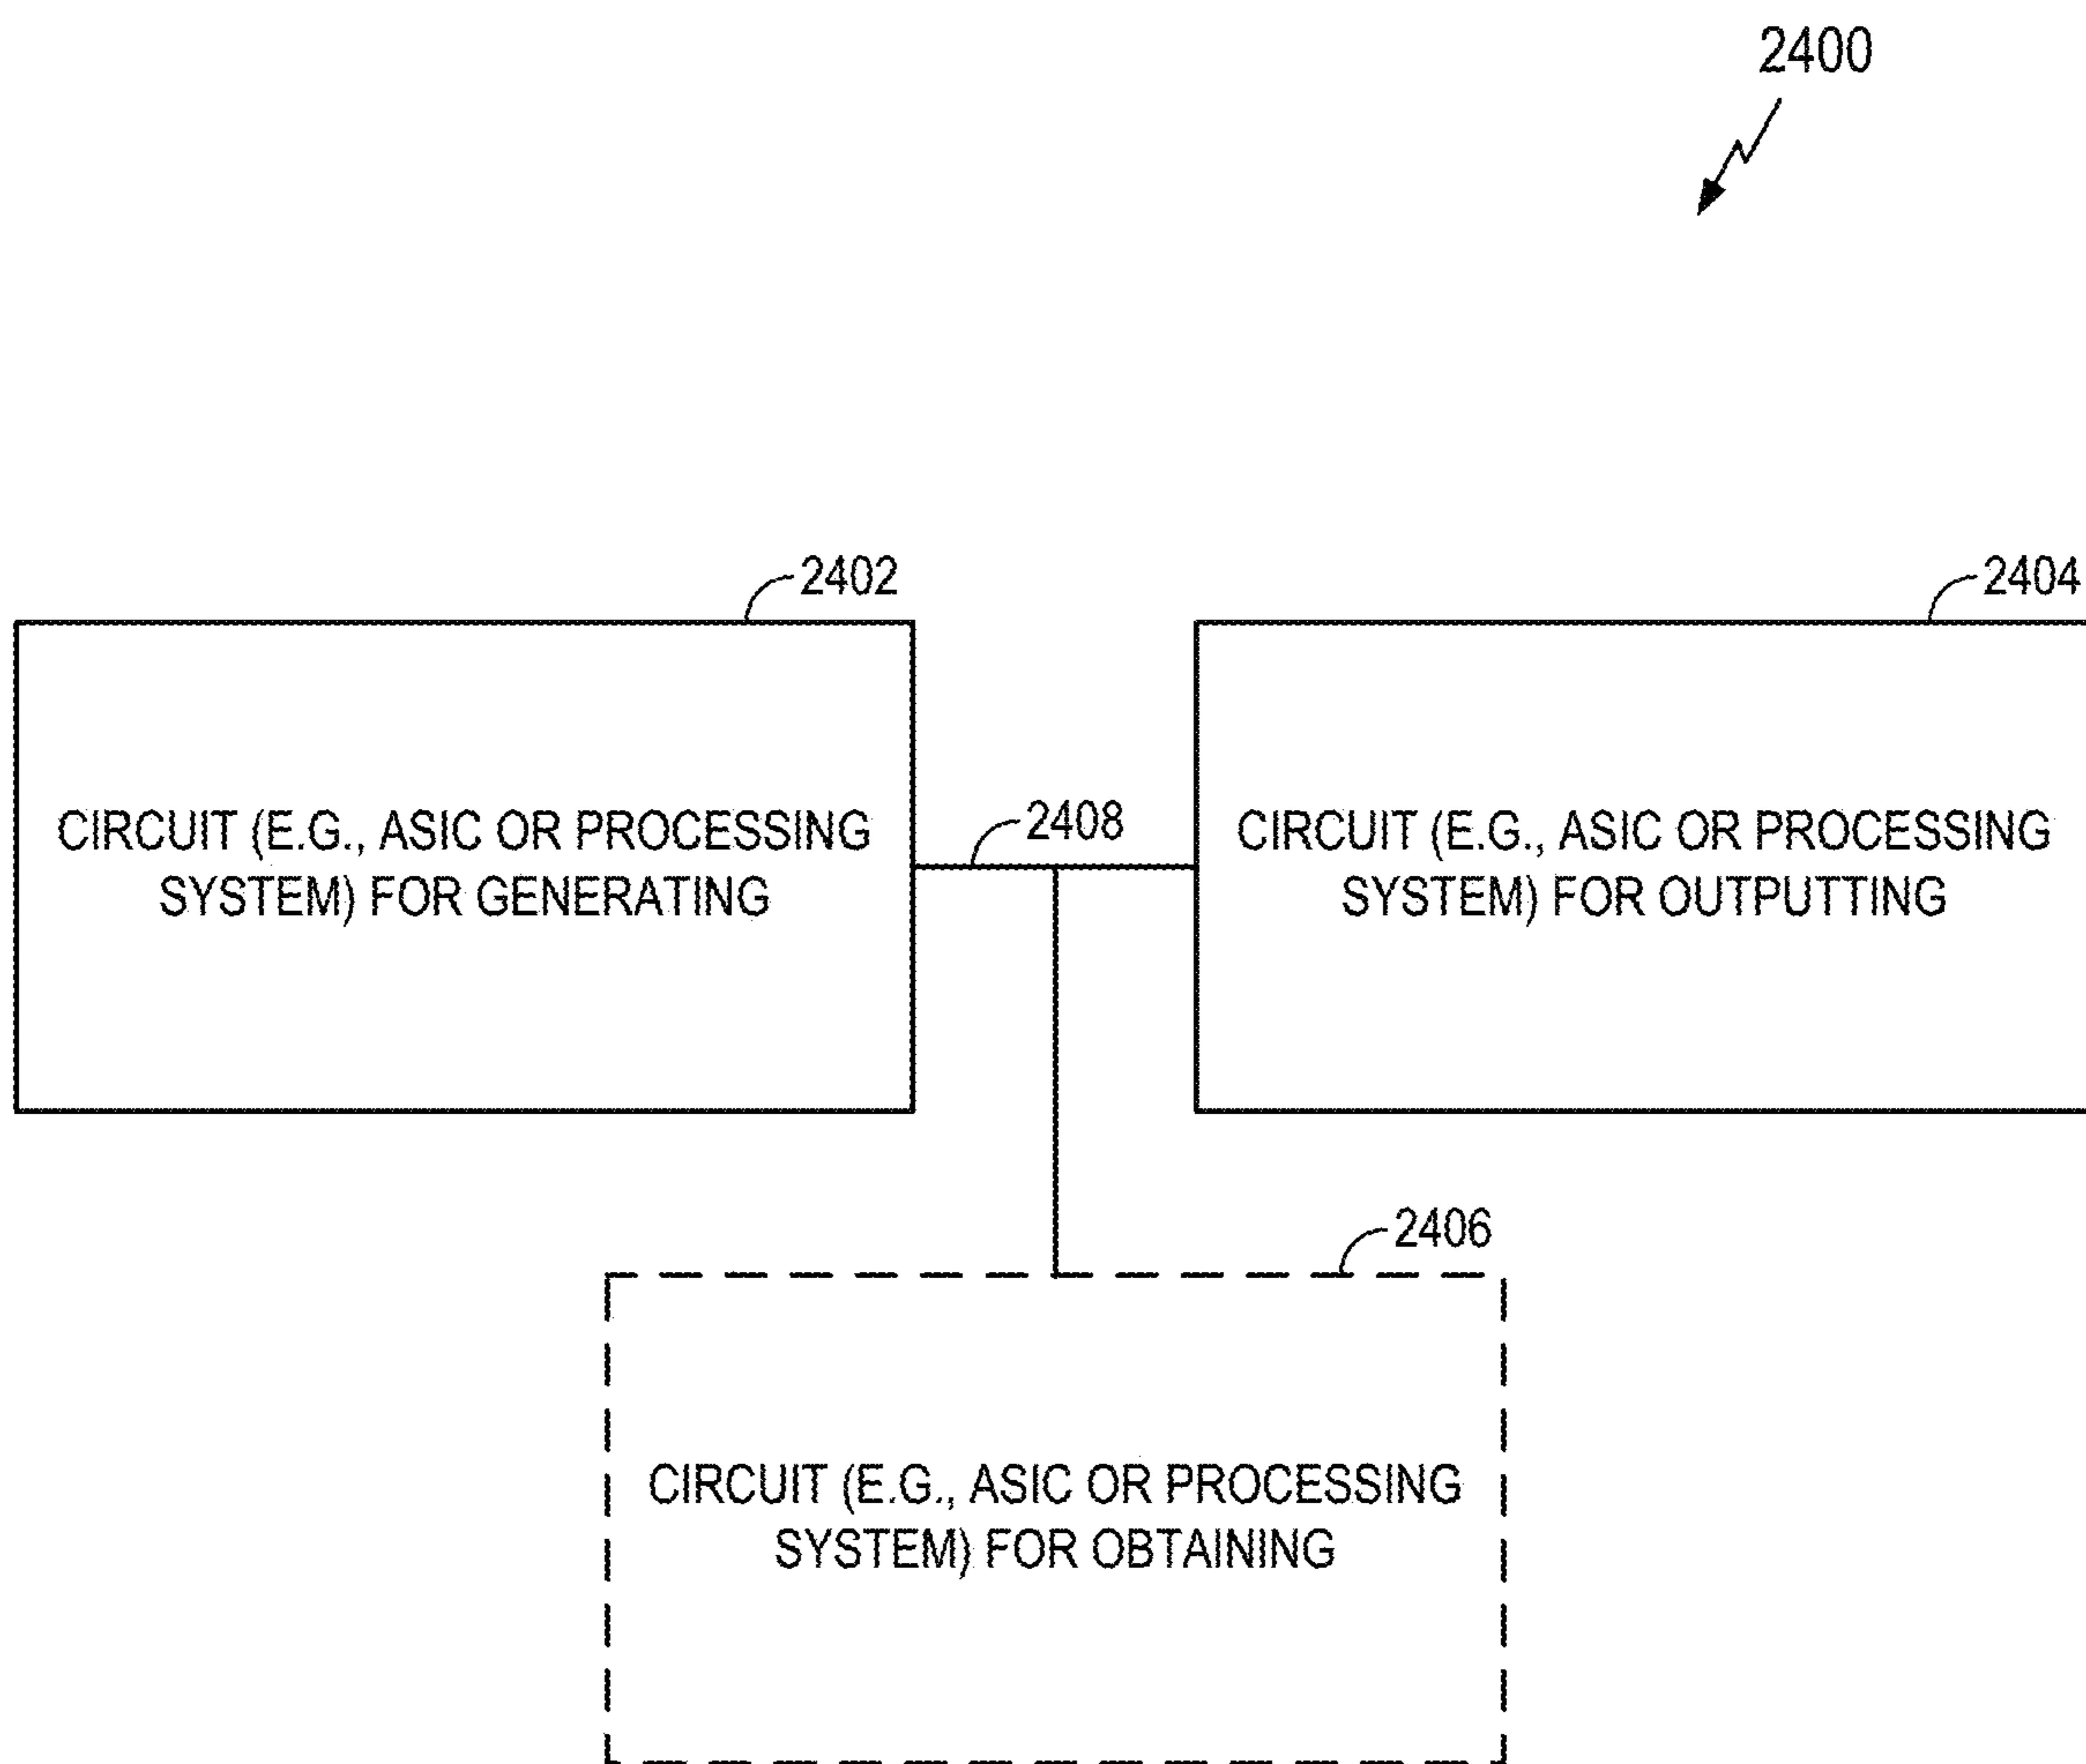 2400
2402
2404
CIRCUIT (E.G., ASIC OR PROCESSING
SYSTEM) FOR GENERATING
2408
CIRCUIT (E.G., ASIC OR PROCESSING
SYSTEM) FOR OUTPUTTING
2406
CIRCUIT (E.G., ASIC OR PROCESSING
SYSTEM) FOR OBTAINING